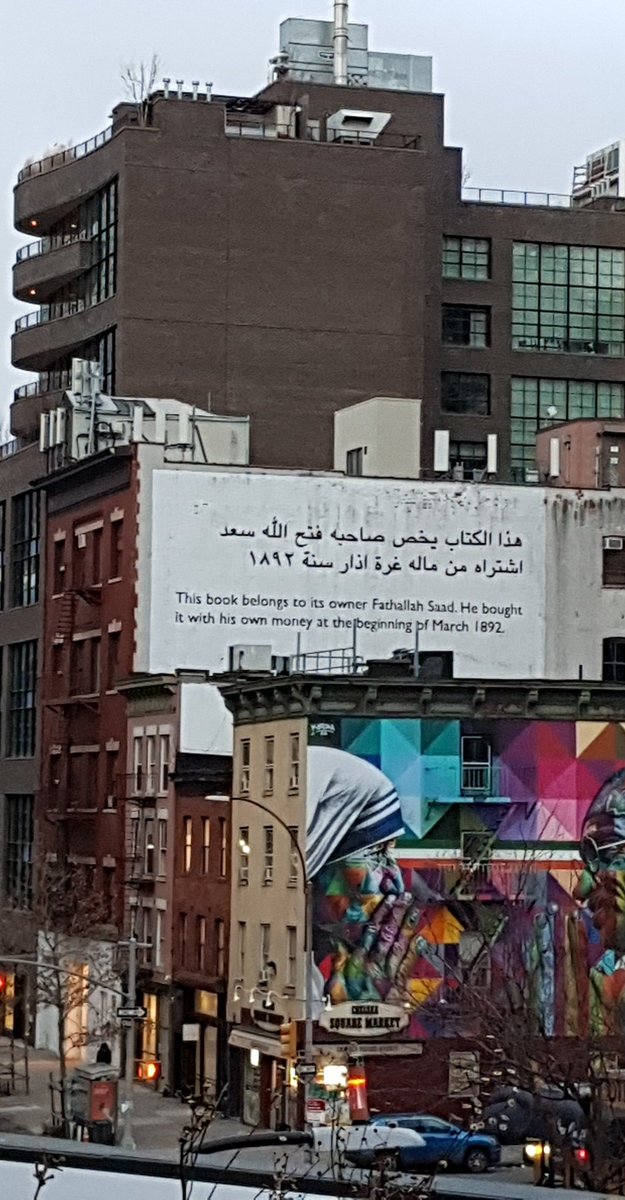 هذا الكتاب يخص صاحبه فتح الله سعد
اشتراه من ماله غرة اذار سنة ١٨٩٢
This book belongs to its owner Fathallah Saad. He bought
it with his own money at the beginning of March 1892.
CHELSEA
SQUARE MARKET